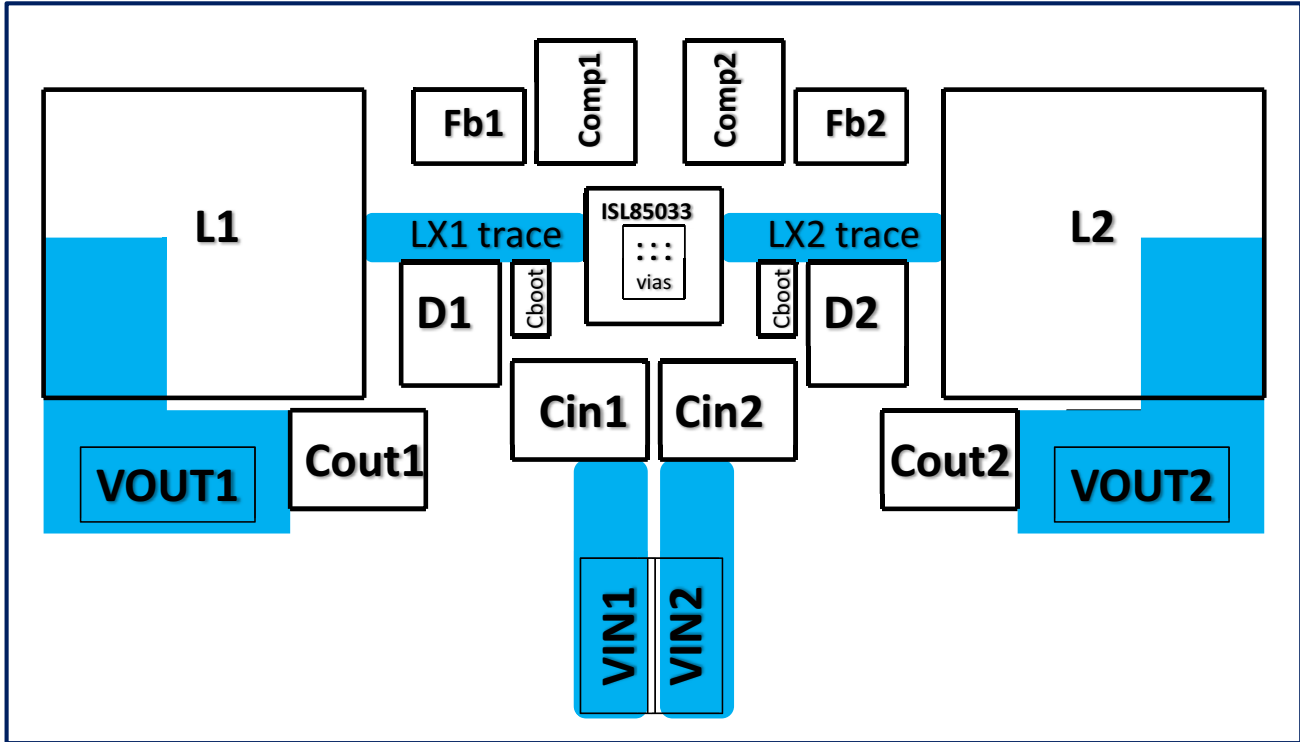 Comp1
Comp2
Fb1
Fb2
L1
LX1 trace
ISL85033
vias
LX2 trace
L2
D1
Cboot
Cboot
D2
Cin1
Cin2
Cout1
Cout2
VOUT1
VOUT2
VIN1
VIN2